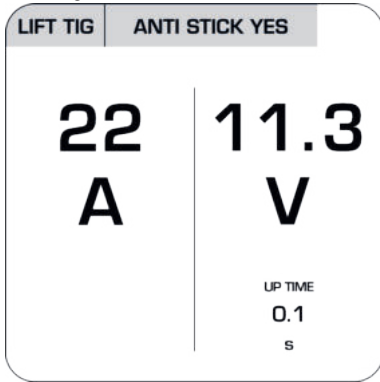 LIFT TIG ANTI STICK YES
22 11.3
A V
UP TIME
0.1
s